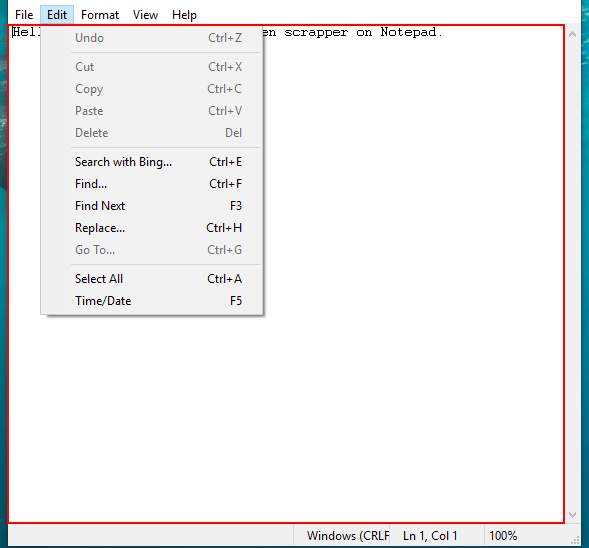 File Edit Format View Help
Hell en scrapper on Notepad.
Undo Ctrl+Z
Cut Ctrl+X
Copy Ctrl+C
Paste Ctrl+V
Delete Del
Search with Bing... Ctrl+E
Find... Ctrl+F
Find Next F3
Replace... Ctrl+H
Go To... Ctrl+G
Select All Ctrl+A
Time/Date F5
Windows (CRLF Ln 1, Col 1 100%